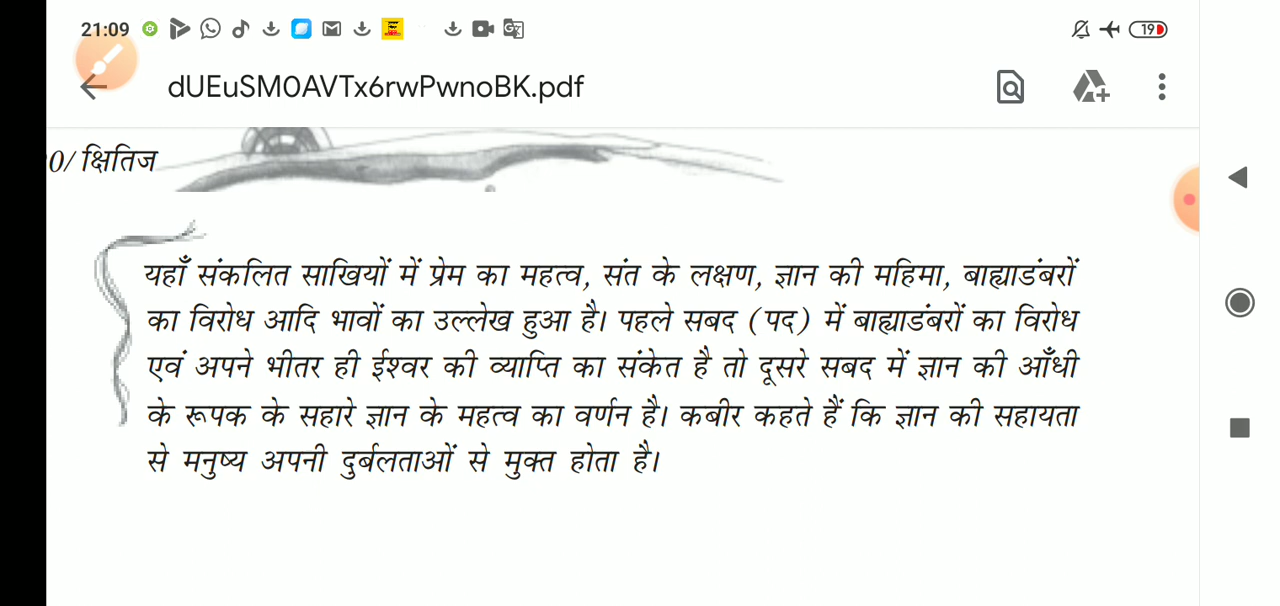 21:09
19
dUEuSM0AVTx6rwPwnoBK.pdf
0/ क्षितिज
यहाँ संकलित साखियों में प्रेम का महत्व, संत के लक्षण, ज्ञान की महिमा, बाह्याडंबरों
का विरोध आदि भावों का उल्लेख हुआ है। पहले सबद (पद) में बाह्याडंबरों का विरोध
एवं अपने भीतर ही ईश्वर की व्याप्ति का संकेत है तो दूसरे सबद में ज्ञान की आँधी
के रूपक के सहारे ज्ञान के महत्व का वर्णन है। कबीर कहते हैं कि ज्ञान की सहायता
से मनुष्य अपनी दुर्बलताओं से मुक्त होता है।